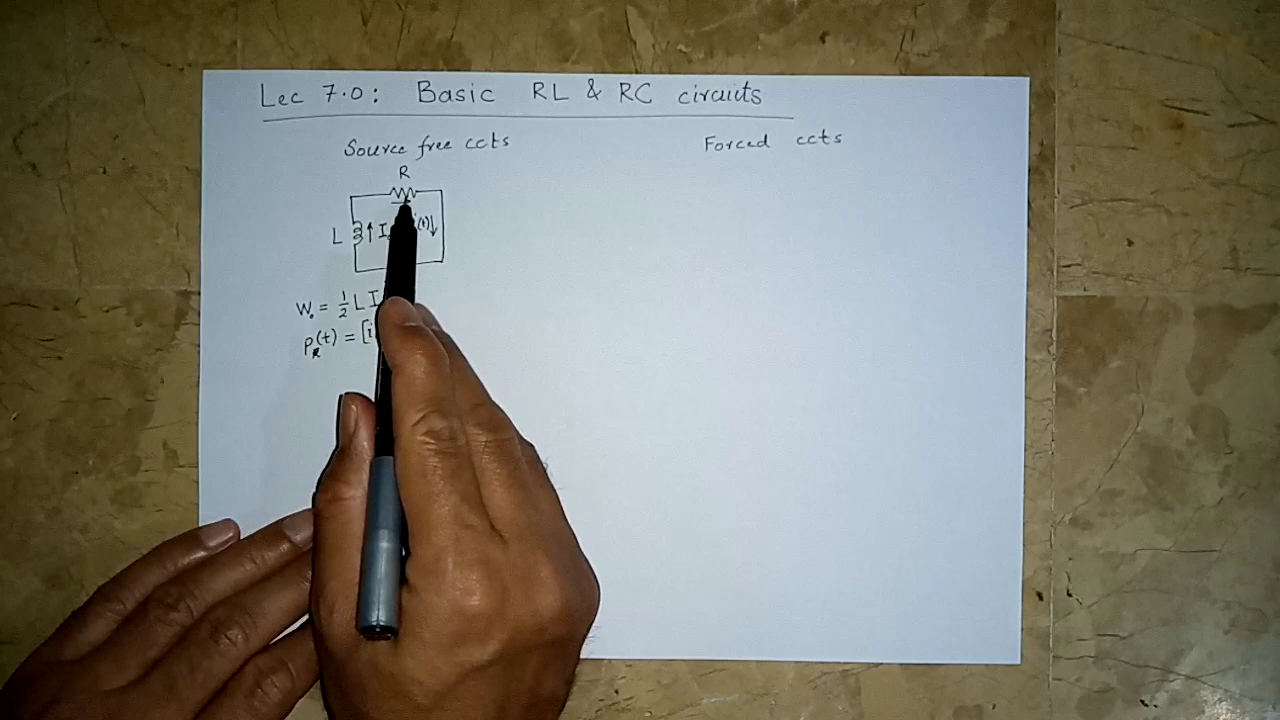 Lec 7.0: Basic RL & RC circuits
Source free ccts
Forced ccts
R
L I (t)
W₀ = ½ L I
p_R(t) = [i